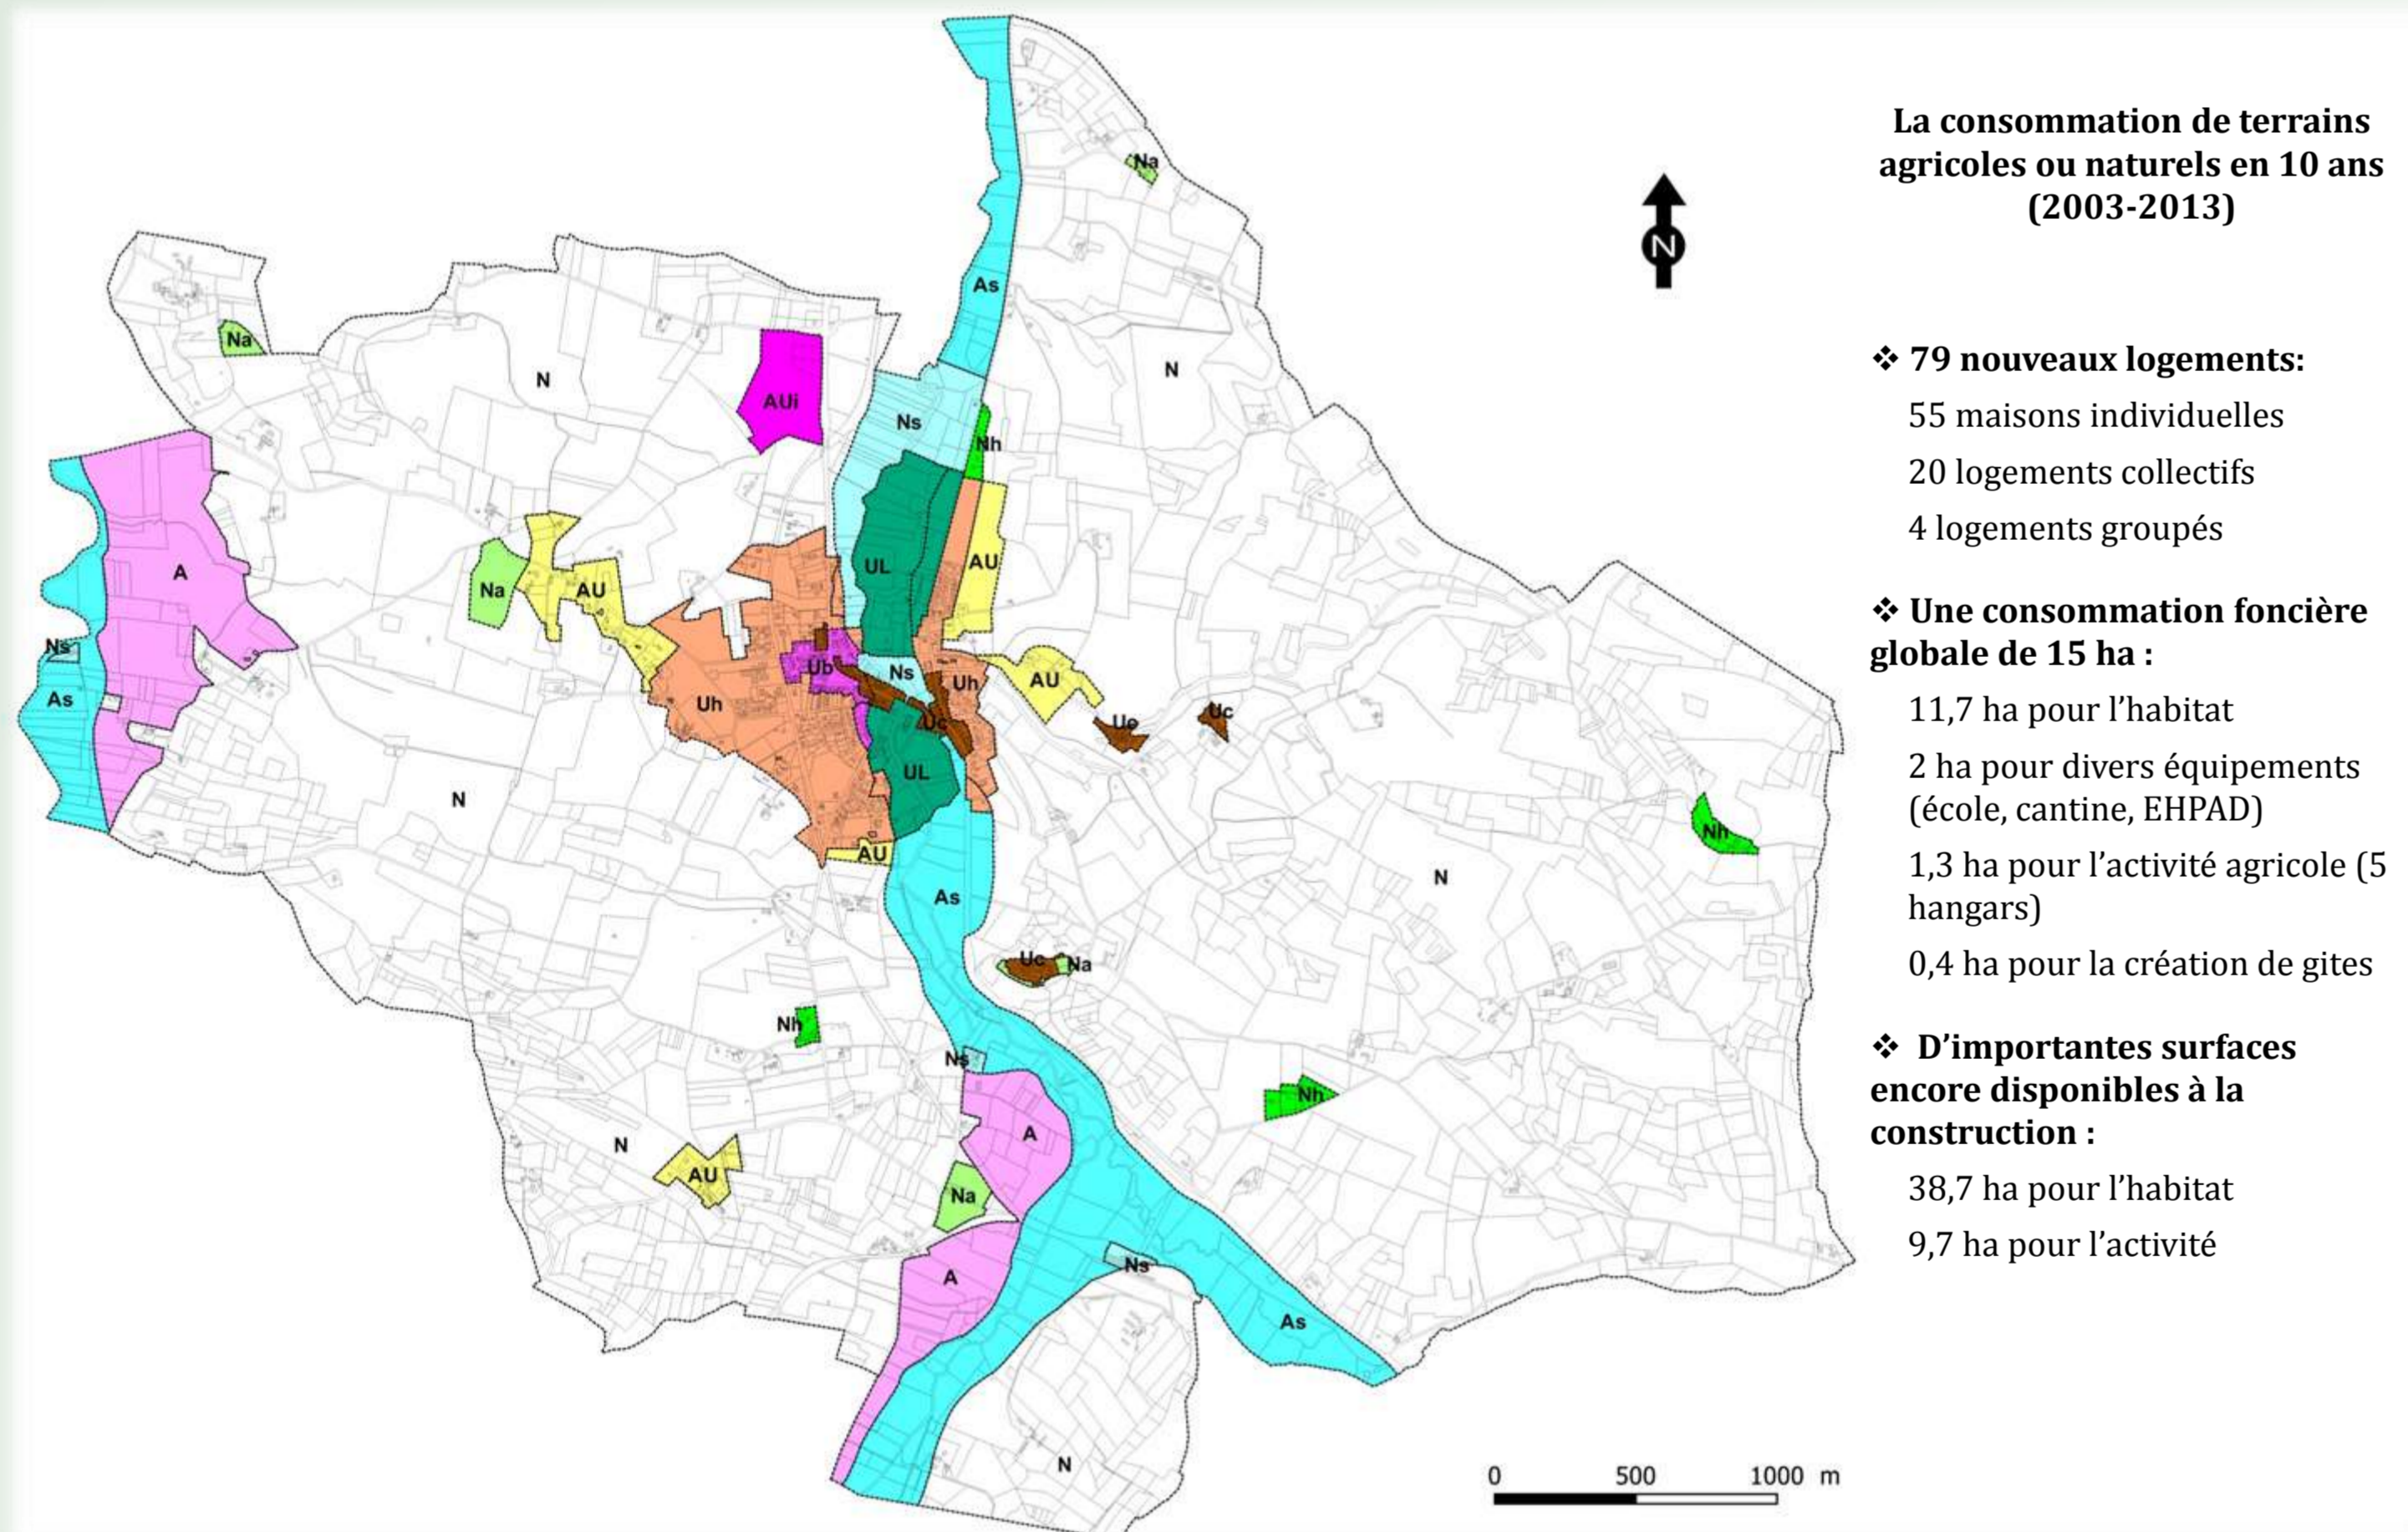 La consommation de terrains
agricoles ou naturels en 10 ans
(2003-2013)
❖ 79 nouveaux logements:
55 maisons individuelles
20 logements collectifs
4 logements groupés
❖ Une consommation foncière
globale de 15 ha :
11,7 ha pour l’habitat
2 ha pour divers équipements
(école, cantine, EHPAD)
1,3 ha pour l’activité agricole (5
hangars)
0,4 ha pour la création de gites
❖ D’importantes surfaces
encore disponibles à la
construction :
38,7 ha pour l’habitat
9,7 ha pour l’activité
N
Na
As
Na
N
N
AUi
Ns
Nh
A
Na
AU
UL
AU
Ns
As
Ub
Ns
Uh
AU
Uh
Uc
Uc
Uc
UL
N
Nh
AU
N
As
Uc
Na
Nh
Ns
Nh
A
N
AU
Na
Ns
A
As
N
0 500 1000 m